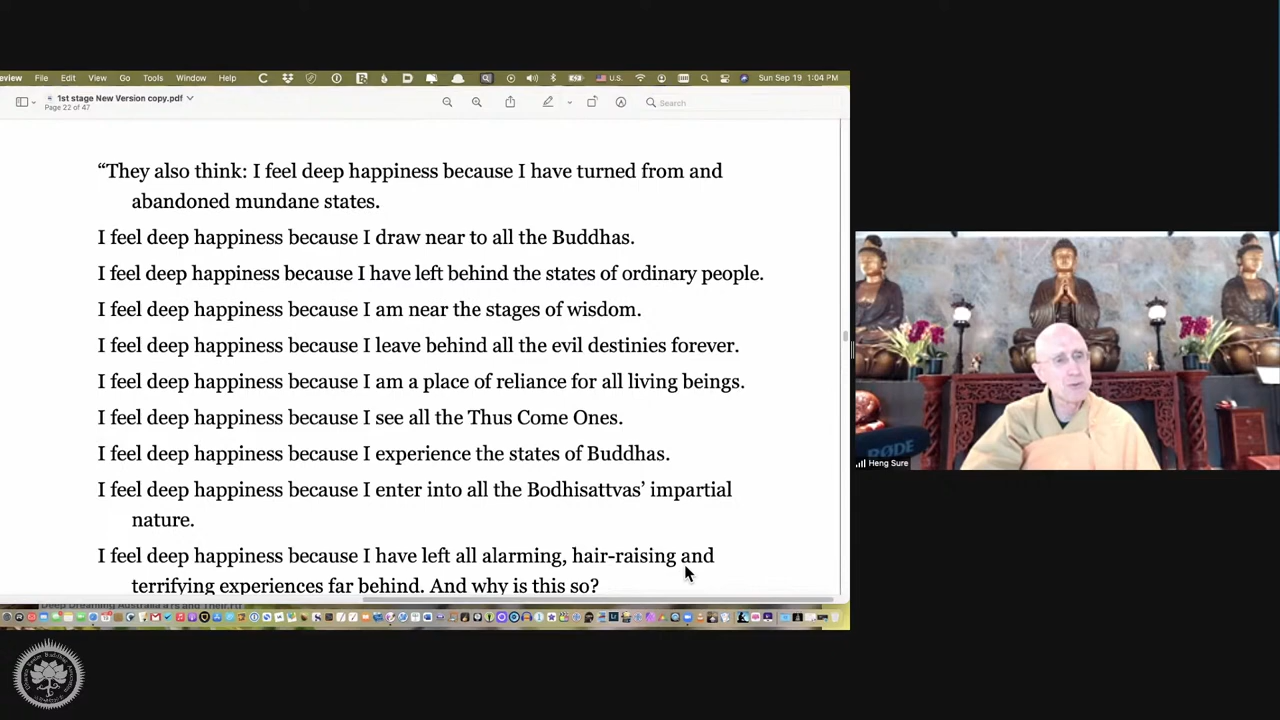 eview File Edit View Go Tools Window Help U.S. Sun Sep 19 1:04 PM
1st stage New Version copy.pdf
Page 22 of 47
Search
“They also think: I feel deep happiness because I have turned from and
abandoned mundane states.
I feel deep happiness because I draw near to all the Buddhas.
I feel deep happiness because I have left behind the states of ordinary people.
I feel deep happiness because I am near the stages of wisdom.
I feel deep happiness because I leave behind all the evil destinies forever.
I feel deep happiness because I am a place of reliance for all living beings.
I feel deep happiness because I see all the Thus Come Ones.
I feel deep happiness because I experience the states of Buddhas.
I feel deep happiness because I enter into all the Bodhisattvas’ impartial
nature.
I feel deep happiness because I have left all alarming, hair-raising and
terrifying experiences far behind. And why is this so?
RØDE
Heng Sure